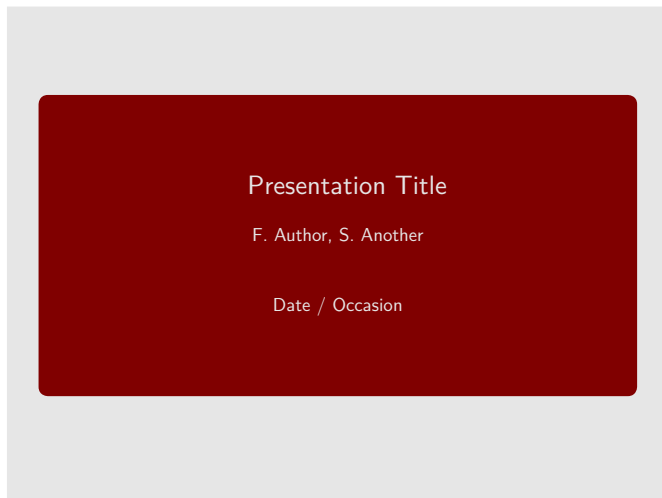 Presentation Title
F. Author, S. Another
Date / Occasion